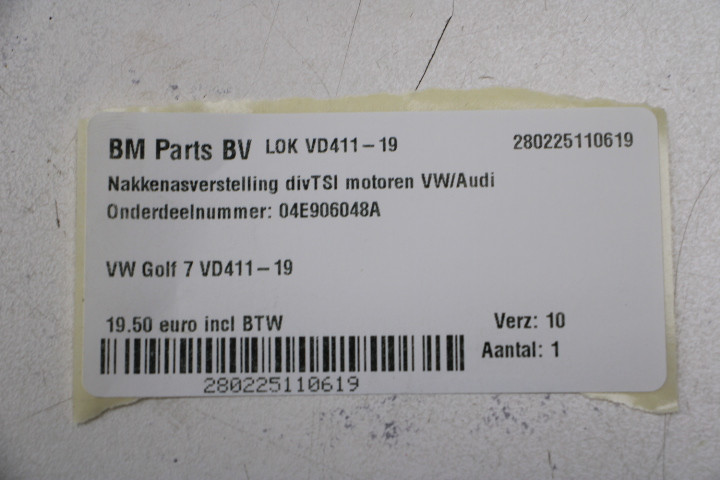 BM Parts BV LOK VD411-19 280225110619
Nakkenasverstelling divTSI motoren VW/Audi
Onderdeelnummer: 04E906048A
VW Golf 7 VD411-19
19.50 euro incl BTW Verz: 10
Aantal: 1
280225110619